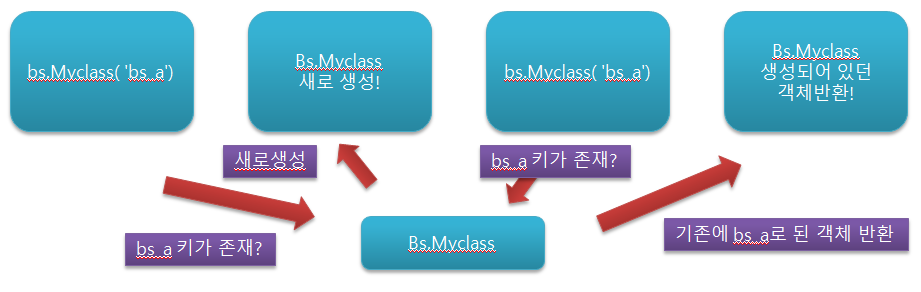 bs.Myclass( 'bs_a')
Bs.Myclass
새로 생성!
bs.Myclass( 'bs_a')
Bs.Myclass
생성되어 있던
객체반환!
새로생성
bs_a 키가 존재?
bs_a 키가 존재?
Bs.Myclass
기존에 bs_a로 된 객체 반환